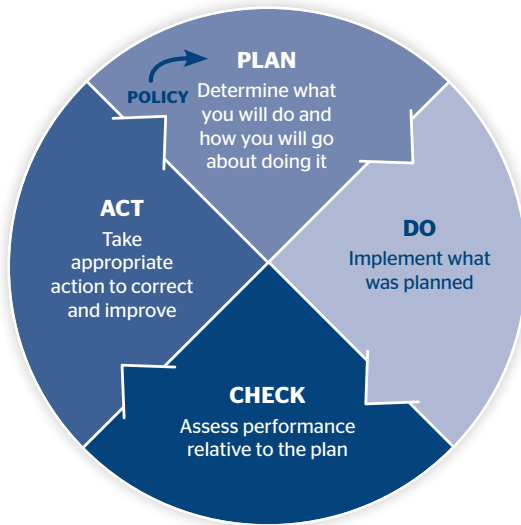 PLAN
POLICY
Determine what
you will do and
how you will go
about doing it
DO
Implement what
was planned
CHECK
Assess performance
relative to the plan
ACT
Take
appropriate
action to correct
and improve